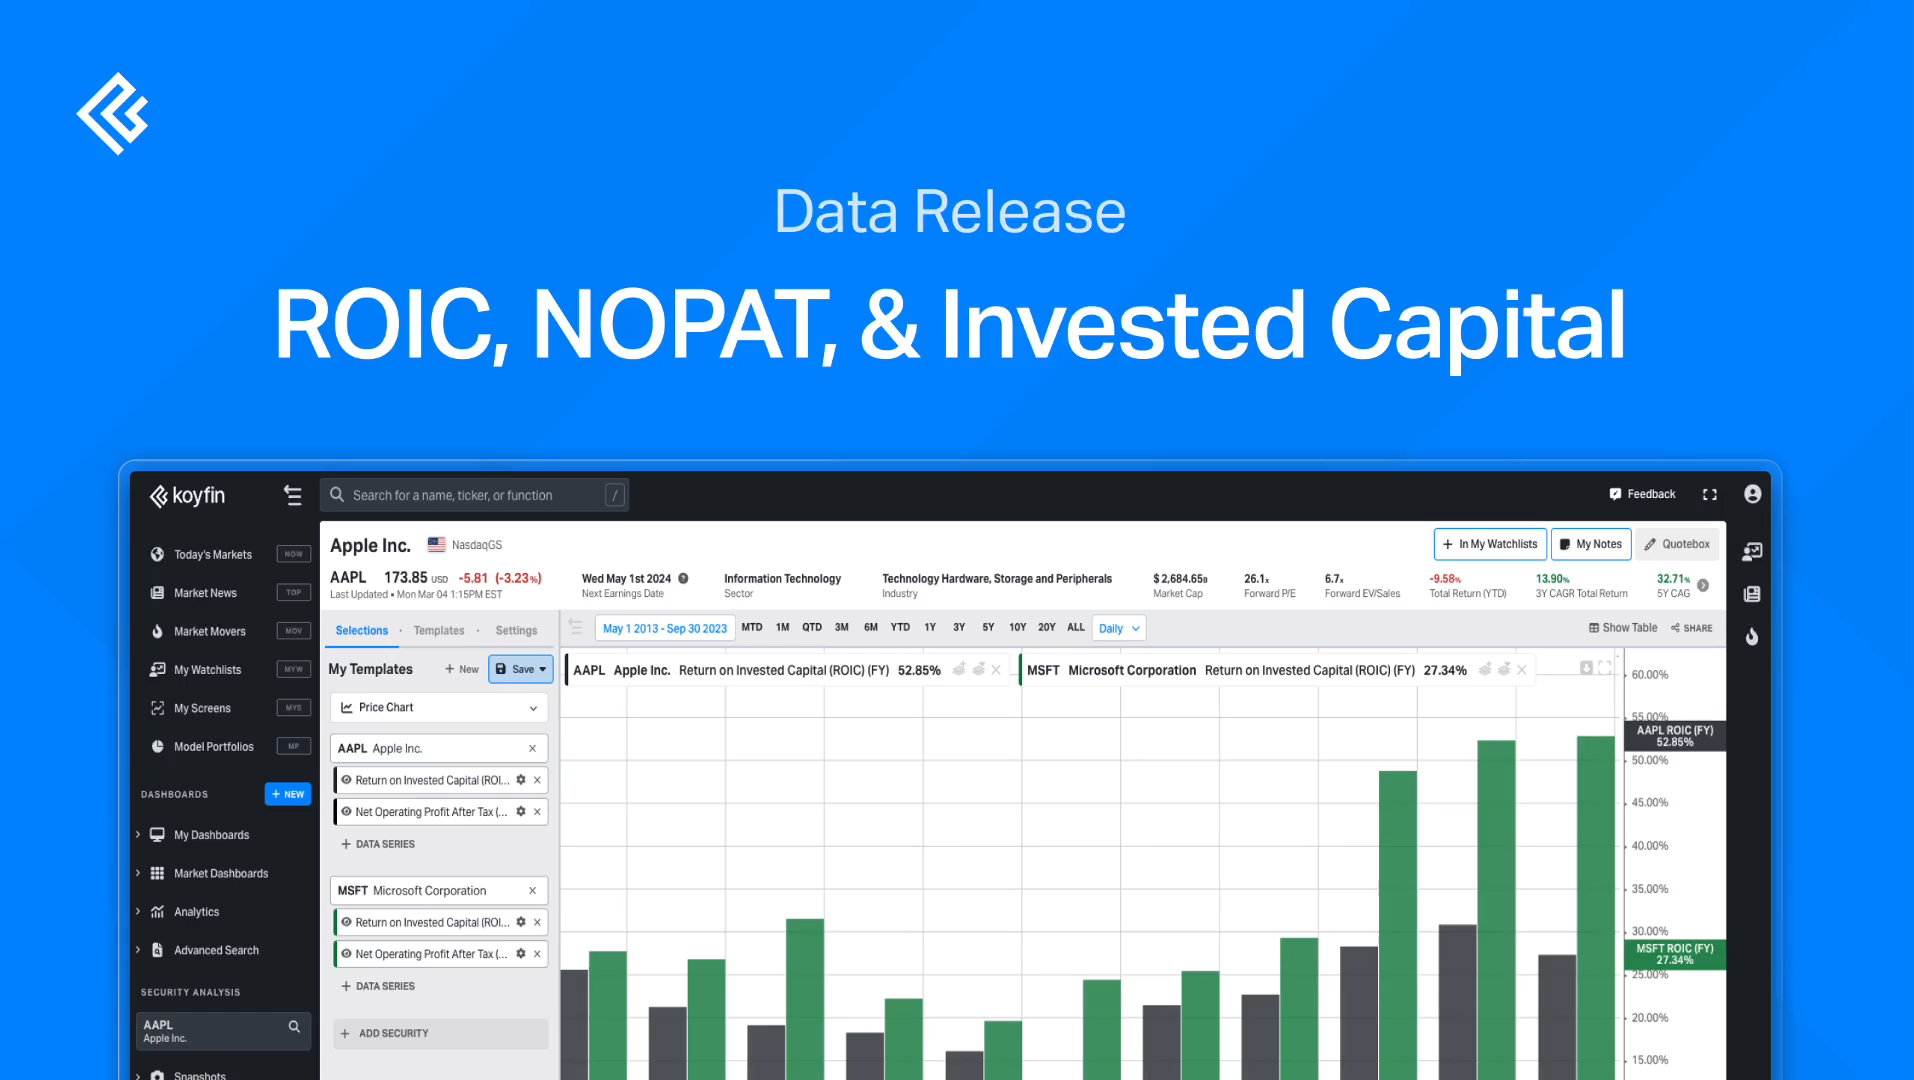 Data Release
ROIC, NOPAT, & Invested Capital
koyfin
Search for a name, ticker, or function /
Feedback
Today's Markets NOW
Market News TOP
Market Movers MOV
My Watchlists MYW
My Screens MYS
Model Portfolios MP
DASHBOARDS + NEW
My Dashboards
Market Dashboards
Analytics
Advanced Search
SECURITY ANALYSIS
AAPL
Apple Inc.
Snapshots
Apple Inc. NasdaqGS
+ In My Watchlists My Notes Quotebox
AAPL 173.85 USD -5.81 (-3.23%)
Last Updated • Mon Mar 04 1:15PM EST
Wed May 1st 2024 ?
Next Earnings Date
Information Technology
Sector
Technology Hardware, Storage and Peripherals
Industry
$2,684.65B
Market Cap
26.1x
Forward P/E
6.7x
Forward EV/Sales
-9.58%
Total Return (YTD)
13.90%
3Y CAGR Total Return
32.71%
5Y CAG
Selections · Templates · Settings
My Templates + New Save
Price Chart
AAPL Apple Inc.
Return on Invested Capital (ROI...
Net Operating Profit After Tax (...
+ DATA SERIES
MSFT Microsoft Corporation
Return on Invested Capital (ROI...
Net Operating Profit After Tax (...
+ DATA SERIES
+ ADD SECURITY
May 1 2013 - Sep 30 2023 MTD 1M QTD 3M 6M YTD 1Y 3Y 5Y 10Y 20Y ALL Daily
Show Table SHARE
AAPL Apple Inc. Return on Invested Capital (ROIC) (FY) 52.85%
MSFT Microsoft Corporation Return on Invested Capital (ROIC) (FY) 27.34%
60.00%
55.00%
AAPL ROIC (FY)
52.85%
50.00%
45.00%
40.00%
35.00%
30.00%
MSFT ROIC (FY)
27.34%
25.00%
20.00%
15.00%